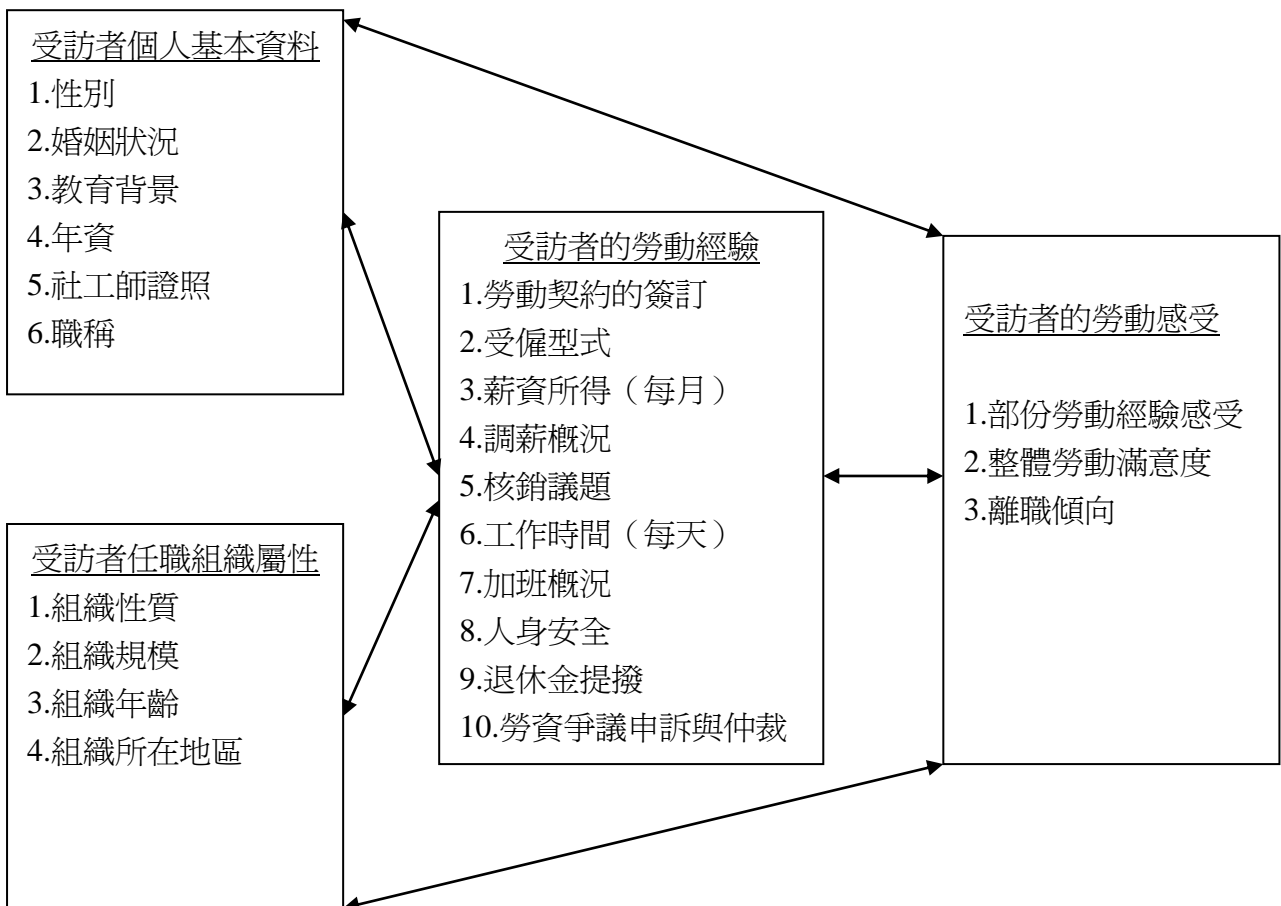 受訪者個人基本資料
1.性別
2.婚姻狀況
3.教育背景
4.年資
5.社工師證照
6.職稱
受訪者任職組織屬性
1.組織性質
2.組織規模
3.組織年齡
4.組織所在地區
受訪者的勞動經驗
1.勞動契約的簽訂
2.受僱型式
3.薪資所得（每月）
4.調薪概況
5.核銷議題
6.工作時間（每天）
7.加班概況
8.人身安全
9.退休金提撥
10.勞資爭議申訴與仲裁
受訪者的勞動感受
1.部份勞動經驗感受
2.整體勞動滿意度
3.離職傾向